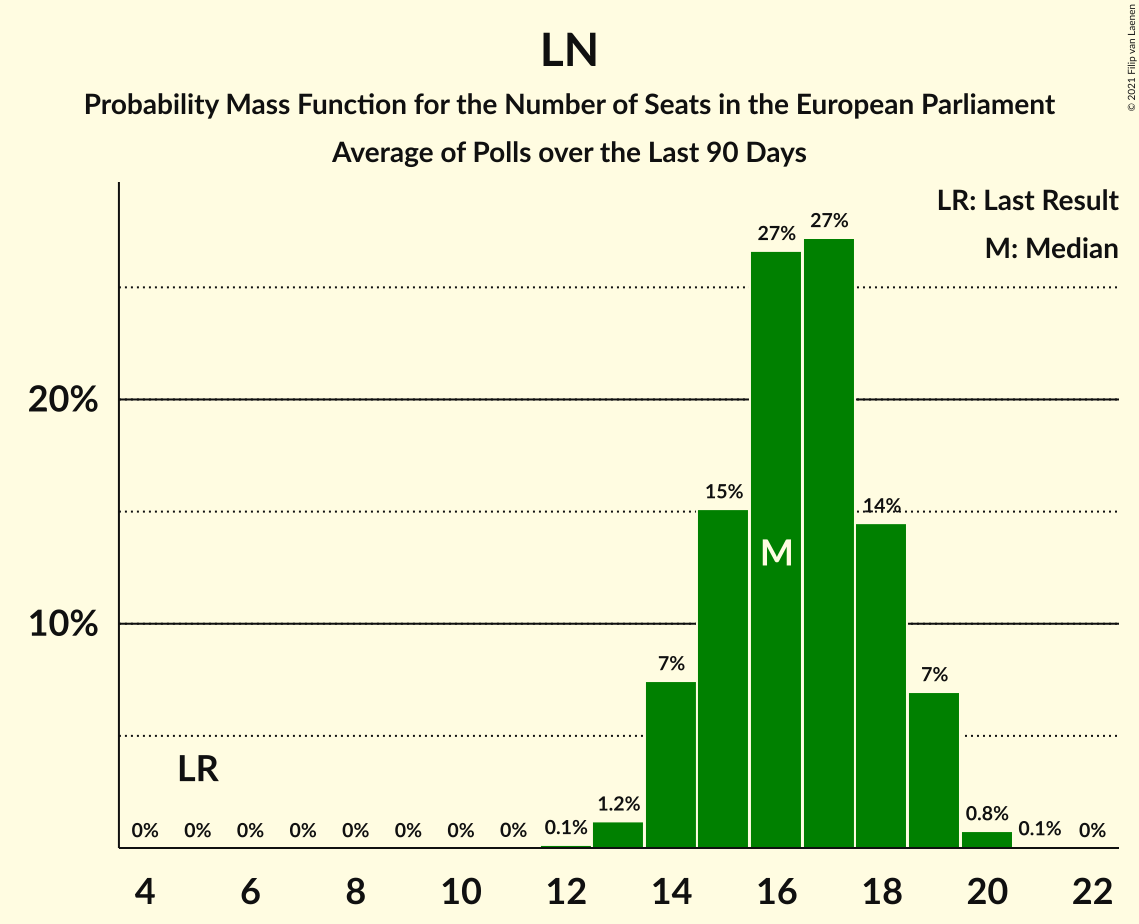 LN
Probability Mass Function for the Number of Seats in the European Parliament
Average of Polls over the Last 90 Days
© 2021 Filip van Laenen
LR: Last Result
M: Median
20%
10%
0% 0% 0% 0% 0% 0% 0% 0% 0.1% 1.2% 7% 15% 27% 27% 14% 7% 0.8% 0.1% 0%
LR
M
4 6 8 10 12 14 16 18 20 22